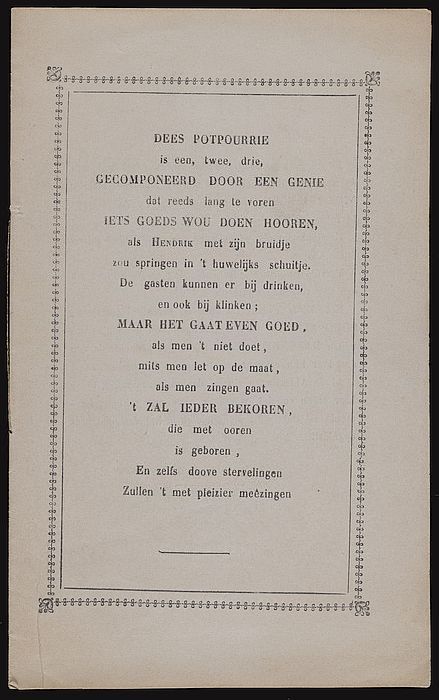 DEES POTPOURRIE
is een, twee, drie,
GECOMPONEERD DOOR EEN GENIE
dat reeds lang te voren
IETS GOEDS WOU DOEN HOOREN,
als HENDRIK met zijn bruidje
zou springen in 't huwelijks schuitje.
De gasten kunnen er bij drinken,
en ook bij klinken;
MAAR HET GAAT EVEN GOED,
als men 't niet doet,
mits men let op de maat,
als men zingen gaat.
't ZAL IEDER BEKOREN,
die met ooren
is geboren,
En zelfs doove stervelingen
Zullen 't met pleizier meêzingen